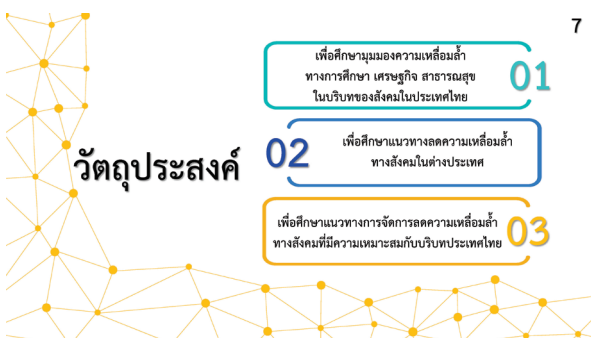 7
วัตถุประสงค์
เพื่อศึกษามุมมองความเหลื่อมล้ำ
ทางการศึกษา เศรษฐกิจ สาธารณสุข
ในบริบทของสังคมในประเทศไทย
01
02
เพื่อศึกษาแนวทางลดความเหลื่อมล้ำ
ทางสังคมในต่างประเทศ
เพื่อศึกษาแนวทางการจัดการลดความเหลื่อมล้ำ
ทางสังคมที่มีความเหมาะสมกับบริบทประเทศไทย
03